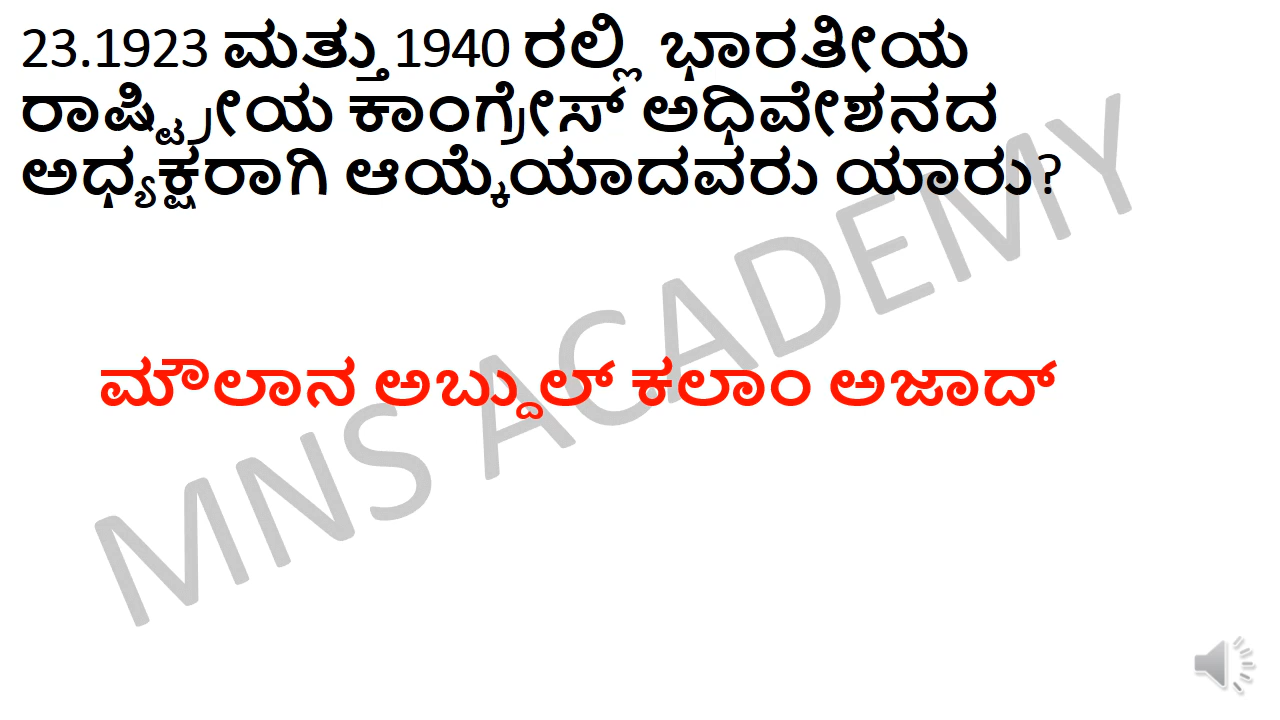 23.1923 ಮತ್ತು 1940 ರಲ್ಲಿ ಭಾರತೀಯ
ರಾಷ್ಟ್ರೀಯ ಕಾಂಗ್ರೇಸ್ ಅಧಿವೇಶನದ
ಅಧ್ಯಕ್ಷರಾಗಿ ಆಯ್ಕೆಯಾದವರು ಯಾರು?
ಮೌಲಾನ ಅಬ್ದುಲ್ ಕಲಾಂ ಅಜಾದ್
MNS ACADEMY